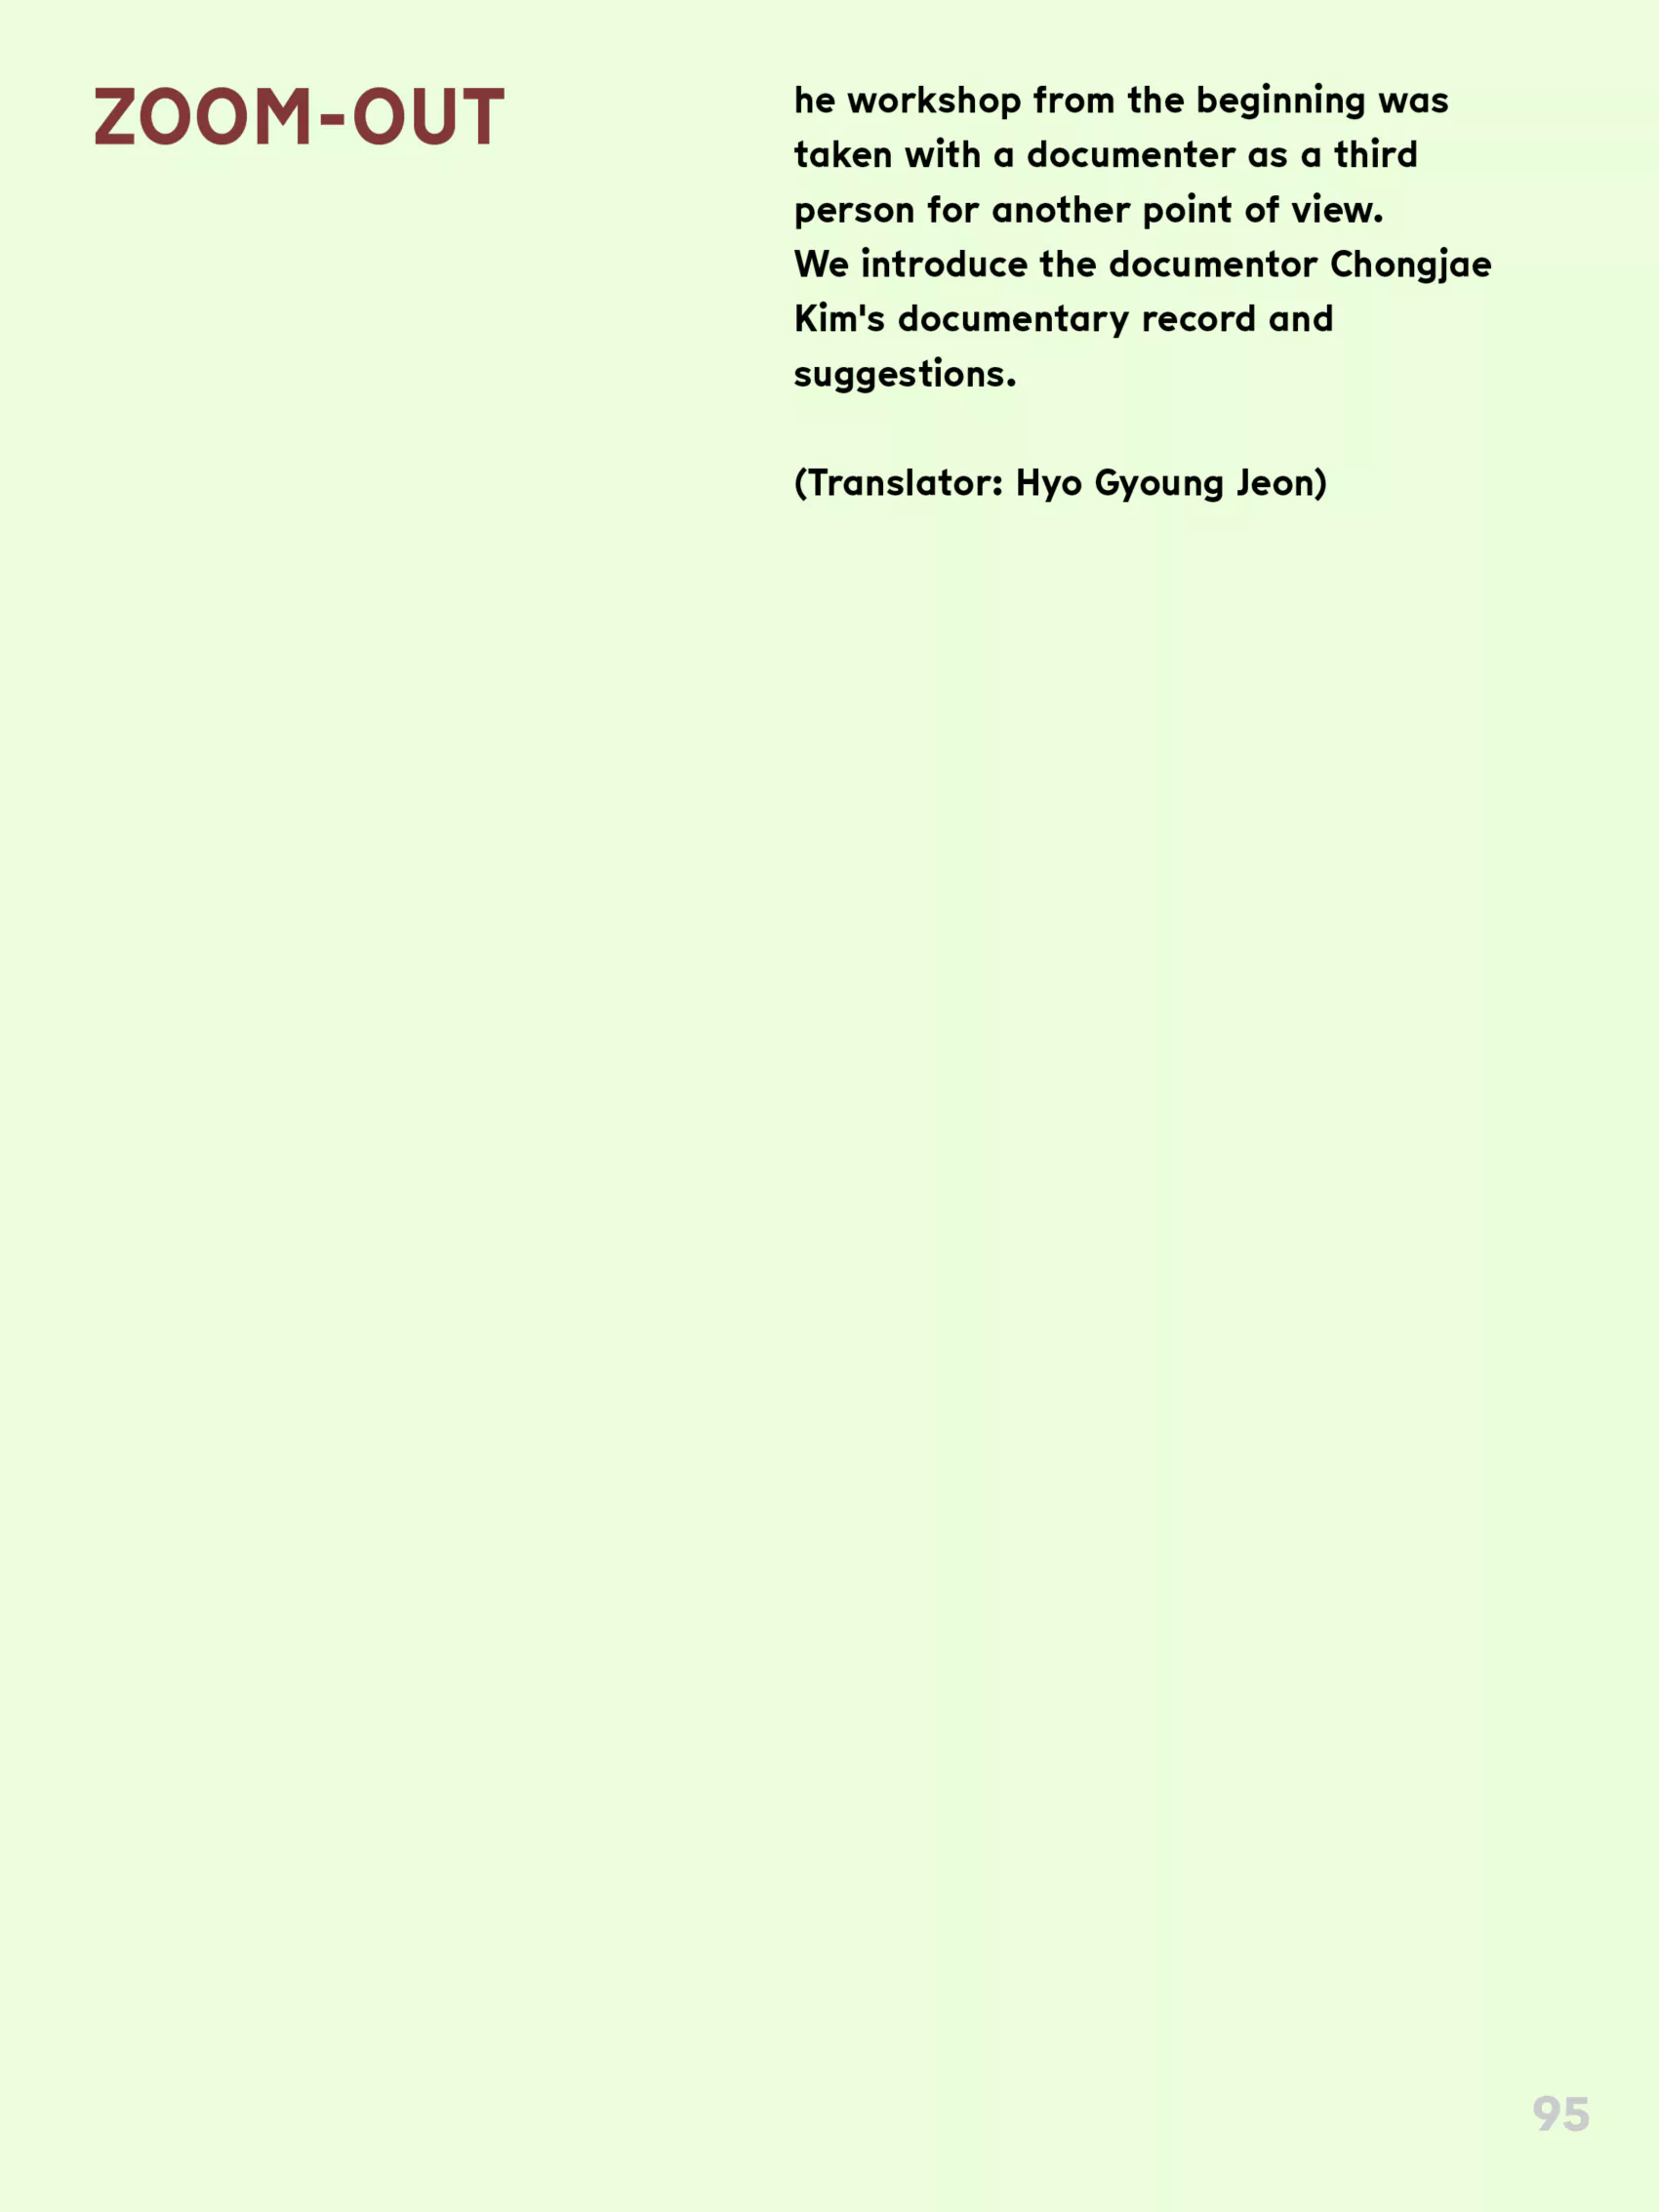 ZOOM-OUT
he workshop from the beginning was
taken with a documenter as a third
person for another point of view.
We introduce the documentor Chongjae
Kim's documentary record and
suggestions.
(Translator: Hyo Gyoung Jeon)
95